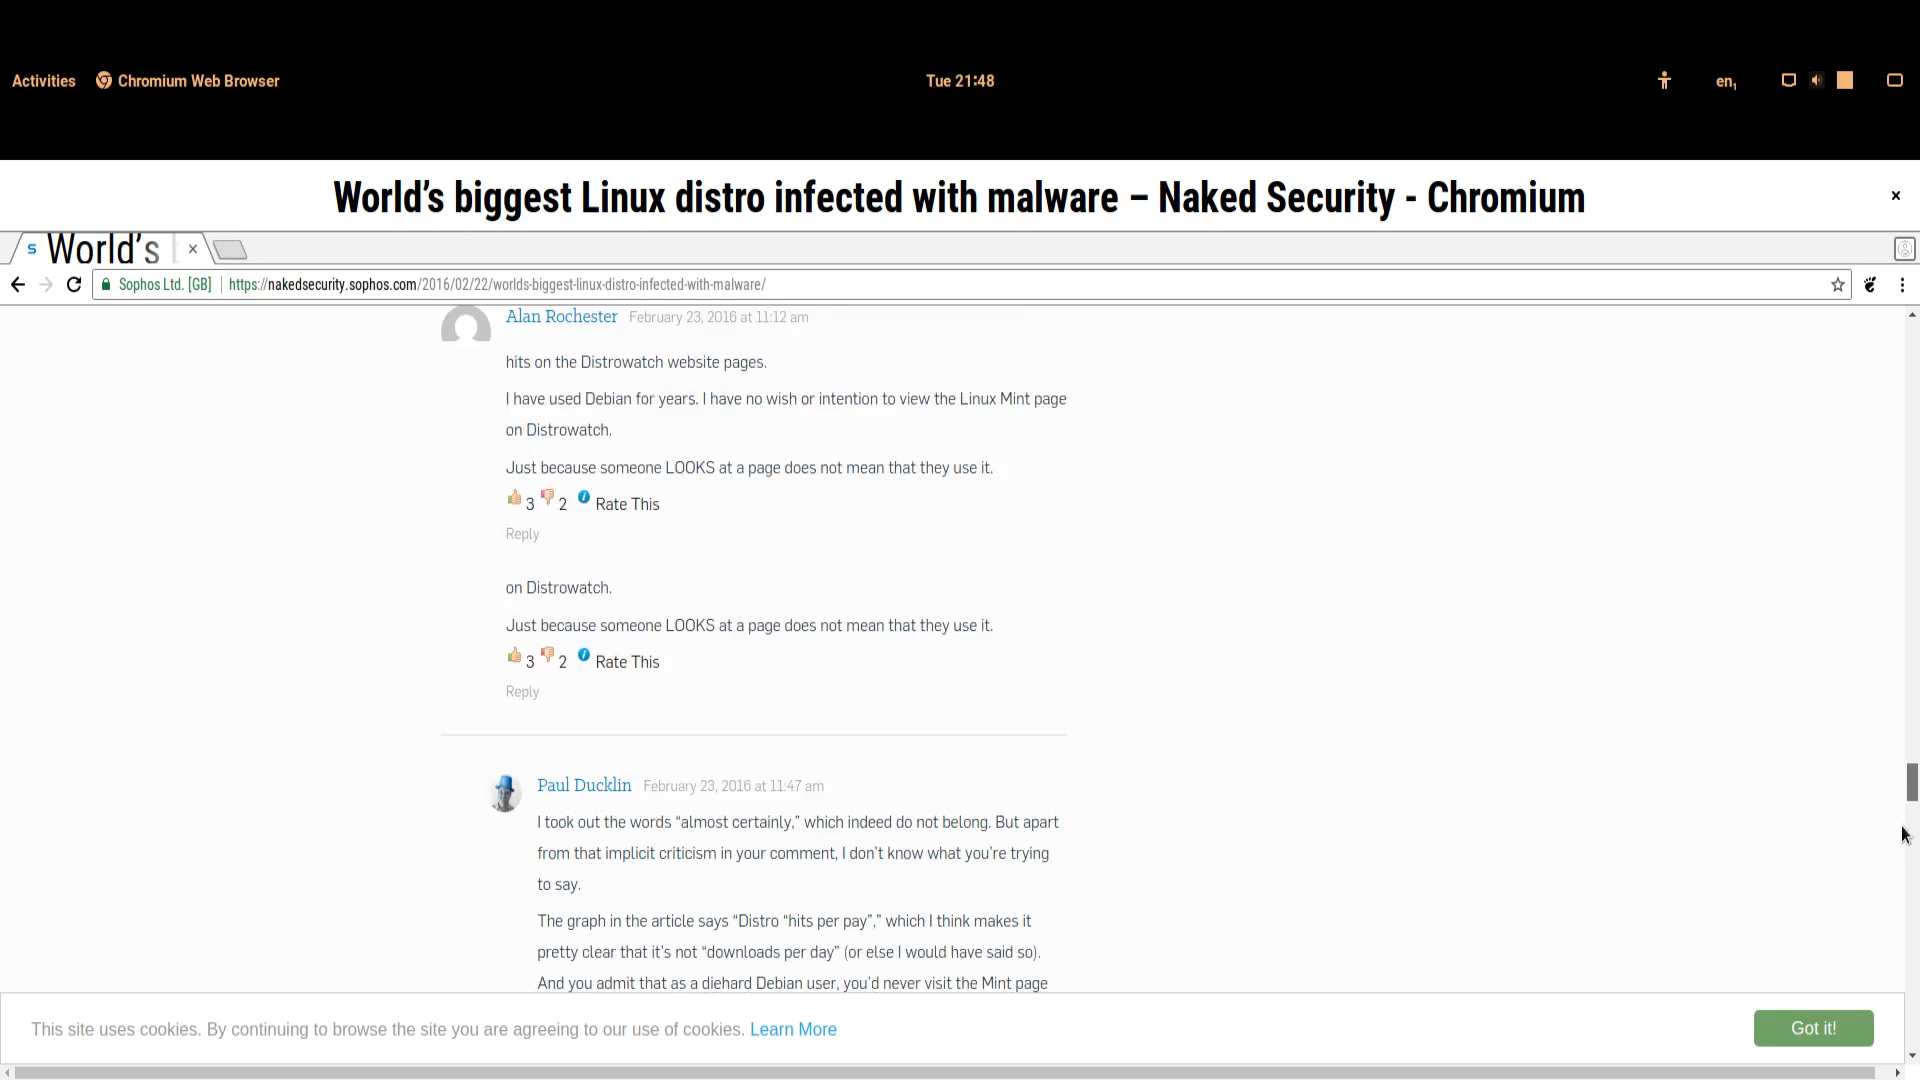 Activities Chromium Web Browser Tue 21:48 en1
World’s biggest Linux distro infected with malware – Naked Security - Chromium
World’s
Sophos Ltd. [GB] https://nakedsecurity.sophos.com/2016/02/22/worlds-biggest-linux-distro-infected-with-malware/
Alan Rochester February 23, 2016 at 11:12 am
hits on the Distrowatch website pages.
I have used Debian for years. I have no wish or intention to view the Linux Mint page
on Distrowatch.
Just because someone LOOKS at a page does not mean that they use it.
3 2 Rate This
Reply
on Distrowatch.
Just because someone LOOKS at a page does not mean that they use it.
3 2 Rate This
Reply
Paul Ducklin February 23, 2016 at 11:47 am
I took out the words “almost certainly,” which indeed do not belong. But apart
from that implicit criticism in your comment, I don’t know what you’re trying
to say.
The graph in the article says “Distro “hits per pay”,” which I think makes it
pretty clear that it’s not “downloads per day” (or else I would have said so).
And you admit that as a diehard Debian user, you’d never visit the Mint page
This site uses cookies. By continuing to browse the site you are agreeing to our use of cookies. Learn More
Got it!